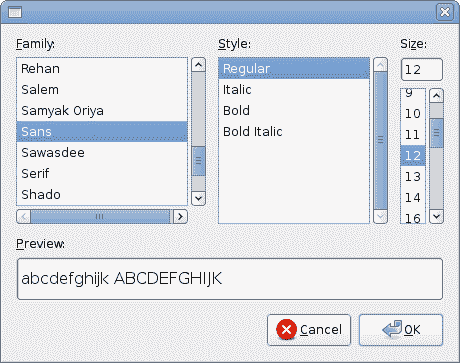 Family:
Style:
Size:
Rehan
Salem
Samyak Oriya
Sans
Sawasdee
Serif
Shado
Regular
Italic
Bold
Bold Italic
12
9
10
11
12
13
14
16
Preview:
abcdefghijk ABCDEFGHIJK
Cancel
OK